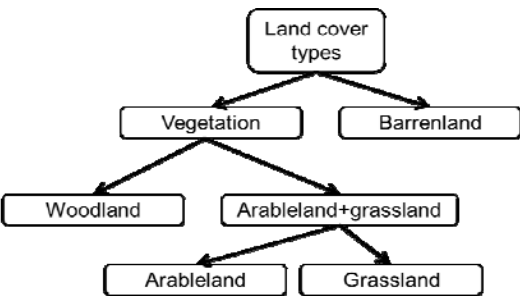 Land cover
types
Vegetation
Barrenland
Woodland
Arableland+grassland
Arableland
Grassland